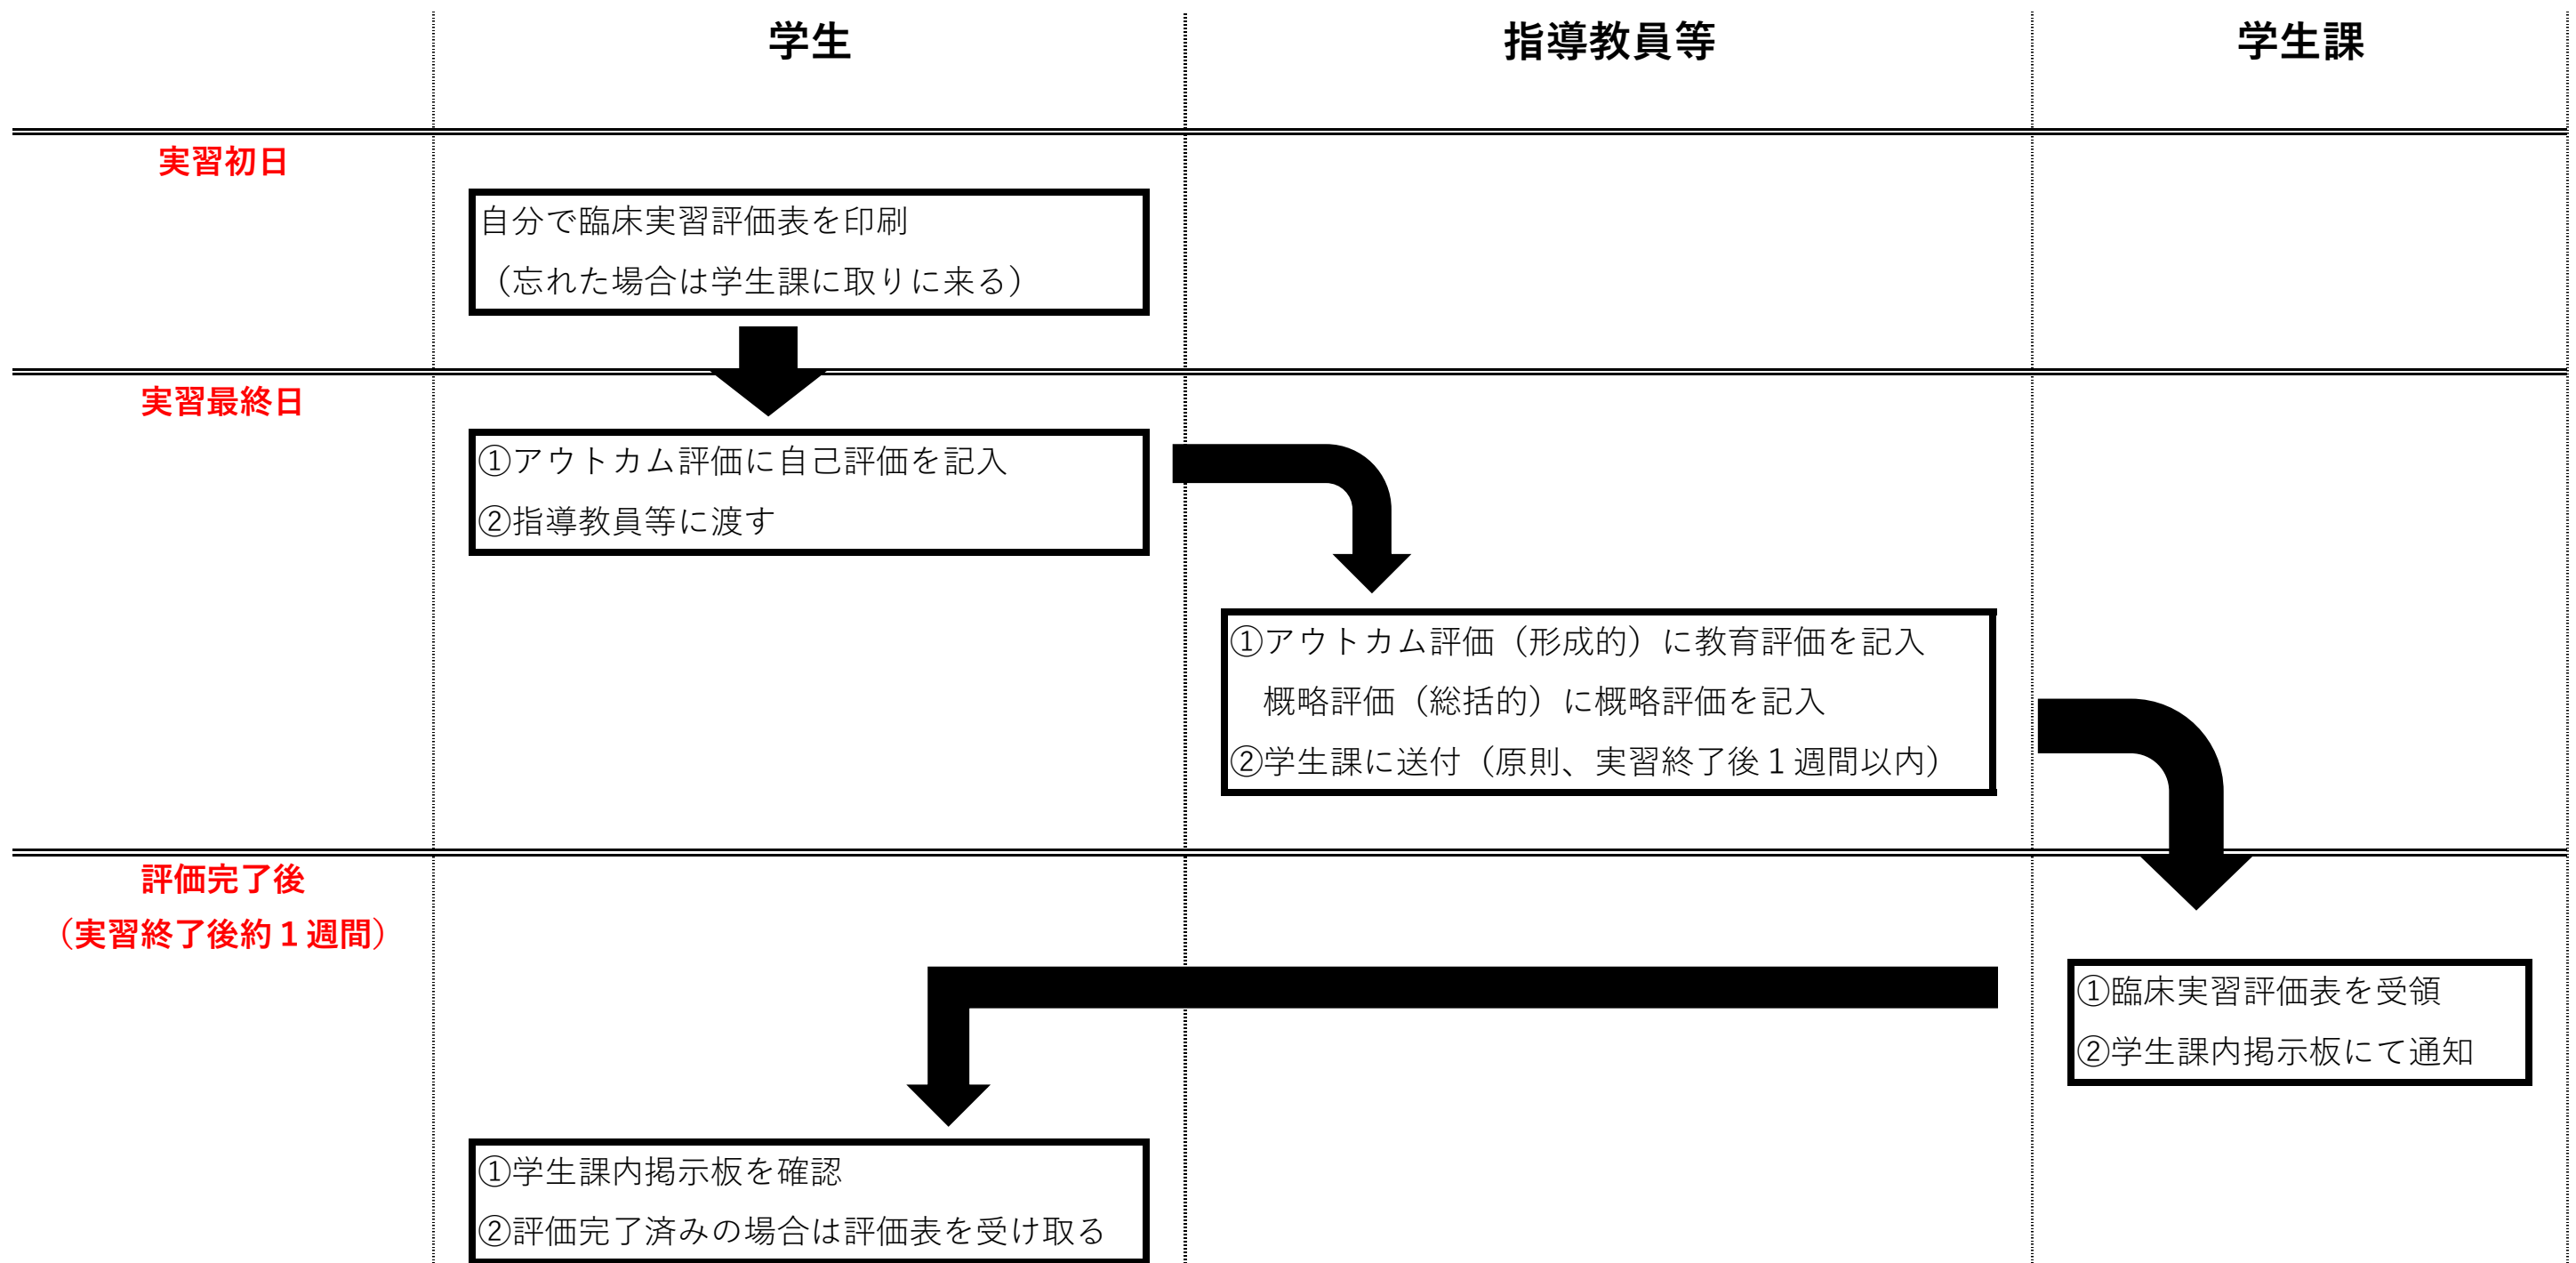 学生
指導教員等
学生課
実習初日
自分で臨床実習評価表を印刷
（忘れた場合は学生課に取りに来る）
実習最終日
①アウトカム評価に自己評価を記入
②指導教員等に渡す
①アウトカム評価（形成的）に教育評価を記入
概略評価（総括的）に概略評価を記入
②学生課に送付（原則、実習終了後１週間以内）
評価完了後
（実習終了後約１週間）
①臨床実習評価表を受領
②学生課内掲示板にて通知
①学生課内掲示板を確認
②評価完了済みの場合は評価表を受け取る